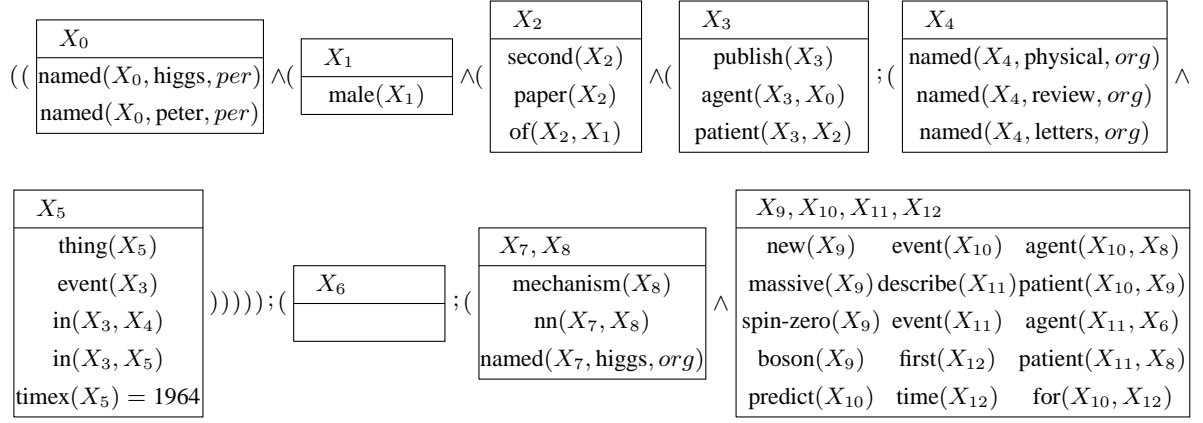 ((
X₀
named(X₀, higgs, per)
named(X₀, peter, per)
∧(
X₁
male(X₁)
∧(
X₂
second(X₂)
paper(X₂)
of(X₂, X₁)
∧(
X₃
publish(X₃)
agent(X₃, X₀)
patient(X₃, X₂)
;(
X₄
named(X₄, physical, org)
named(X₄, review, org)
named(X₄, letters, org)
∧
X₅
thing(X₅)
event(X₃)
in(X₃, X₄)
in(X₃, X₅)
timex(X₅) = 1964
))))); (
X₆
;(
X₇, X₈
mechanism(X₈)
nn(X₇, X₈)
named(X₇, higgs, org)
∧
X₉, X₁₀, X₁₁, X₁₂
new(X₉) event(X₁₀) agent(X₁₀, X₈)
massive(X₉) describe(X₁₁) patient(X₁₀, X₉)
spin-zero(X₉) event(X₁₁) agent(X₁₁, X₆)
boson(X₉) first(X₁₂) patient(X₁₁, X₈)
predict(X₁₀) time(X₁₂) for(X₁₀, X₁₂)